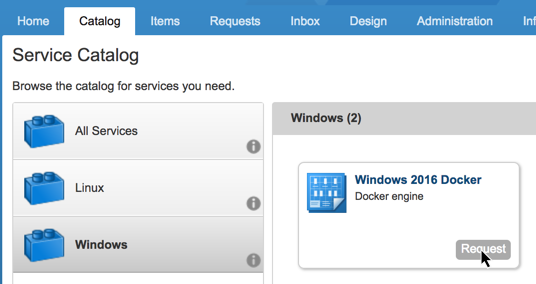 Home Catalog Items Requests Inbox Design Administration
Service Catalog
Browse the catalog for services you need.
All Services
Linux
Windows
Windows (2)
Windows 2016 Docker
Docker engine
Request